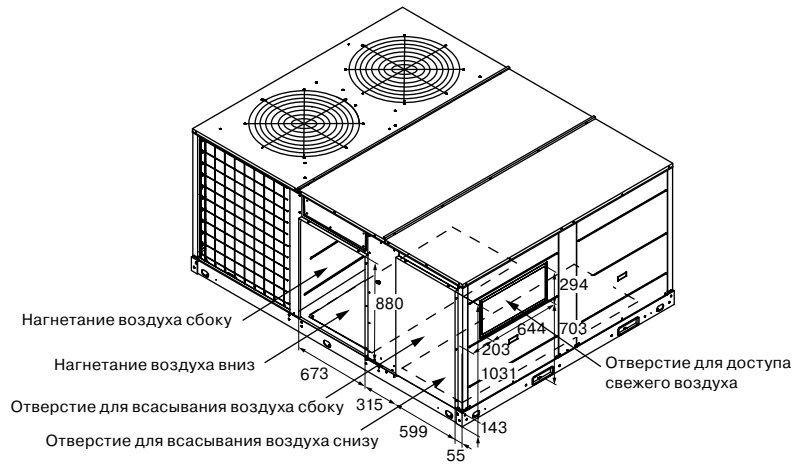 294
880
644
703
203
1031
Нагнетание воздуха сбоку
Нагнетание воздуха вниз
Отверстие для доступа
свежего воздуха
673
315
599
Отверстие для всасывания воздуха сбоку
Отверстие для всасывания воздуха снизу
143
55